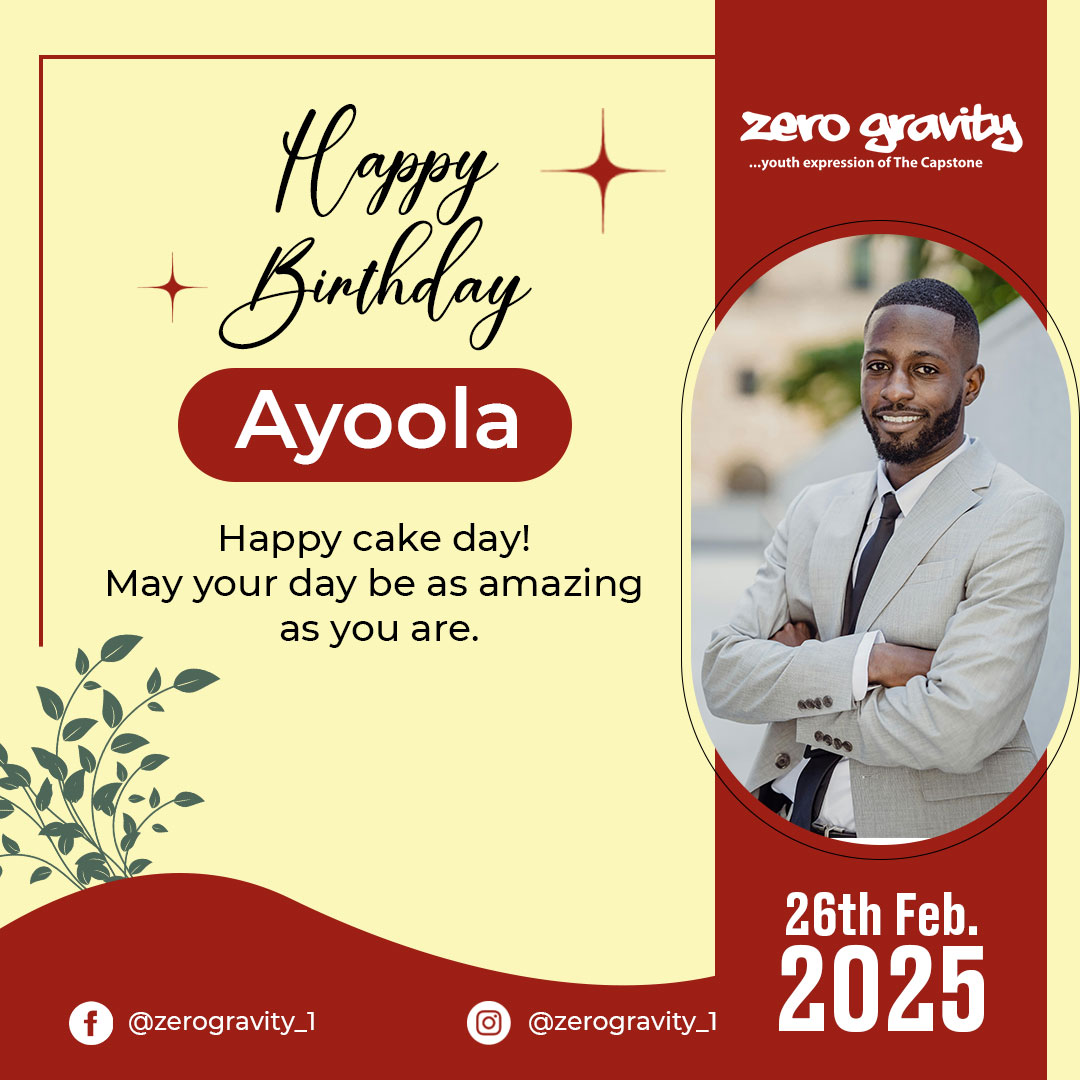 zero gravity
...youth expression of The Capstone
Happy
Birthday
Ayoola
Happy cake day!
May your day be as amazing
as you are.
26th Feb.
2025
@zerogravity_1
@zerogravity_1